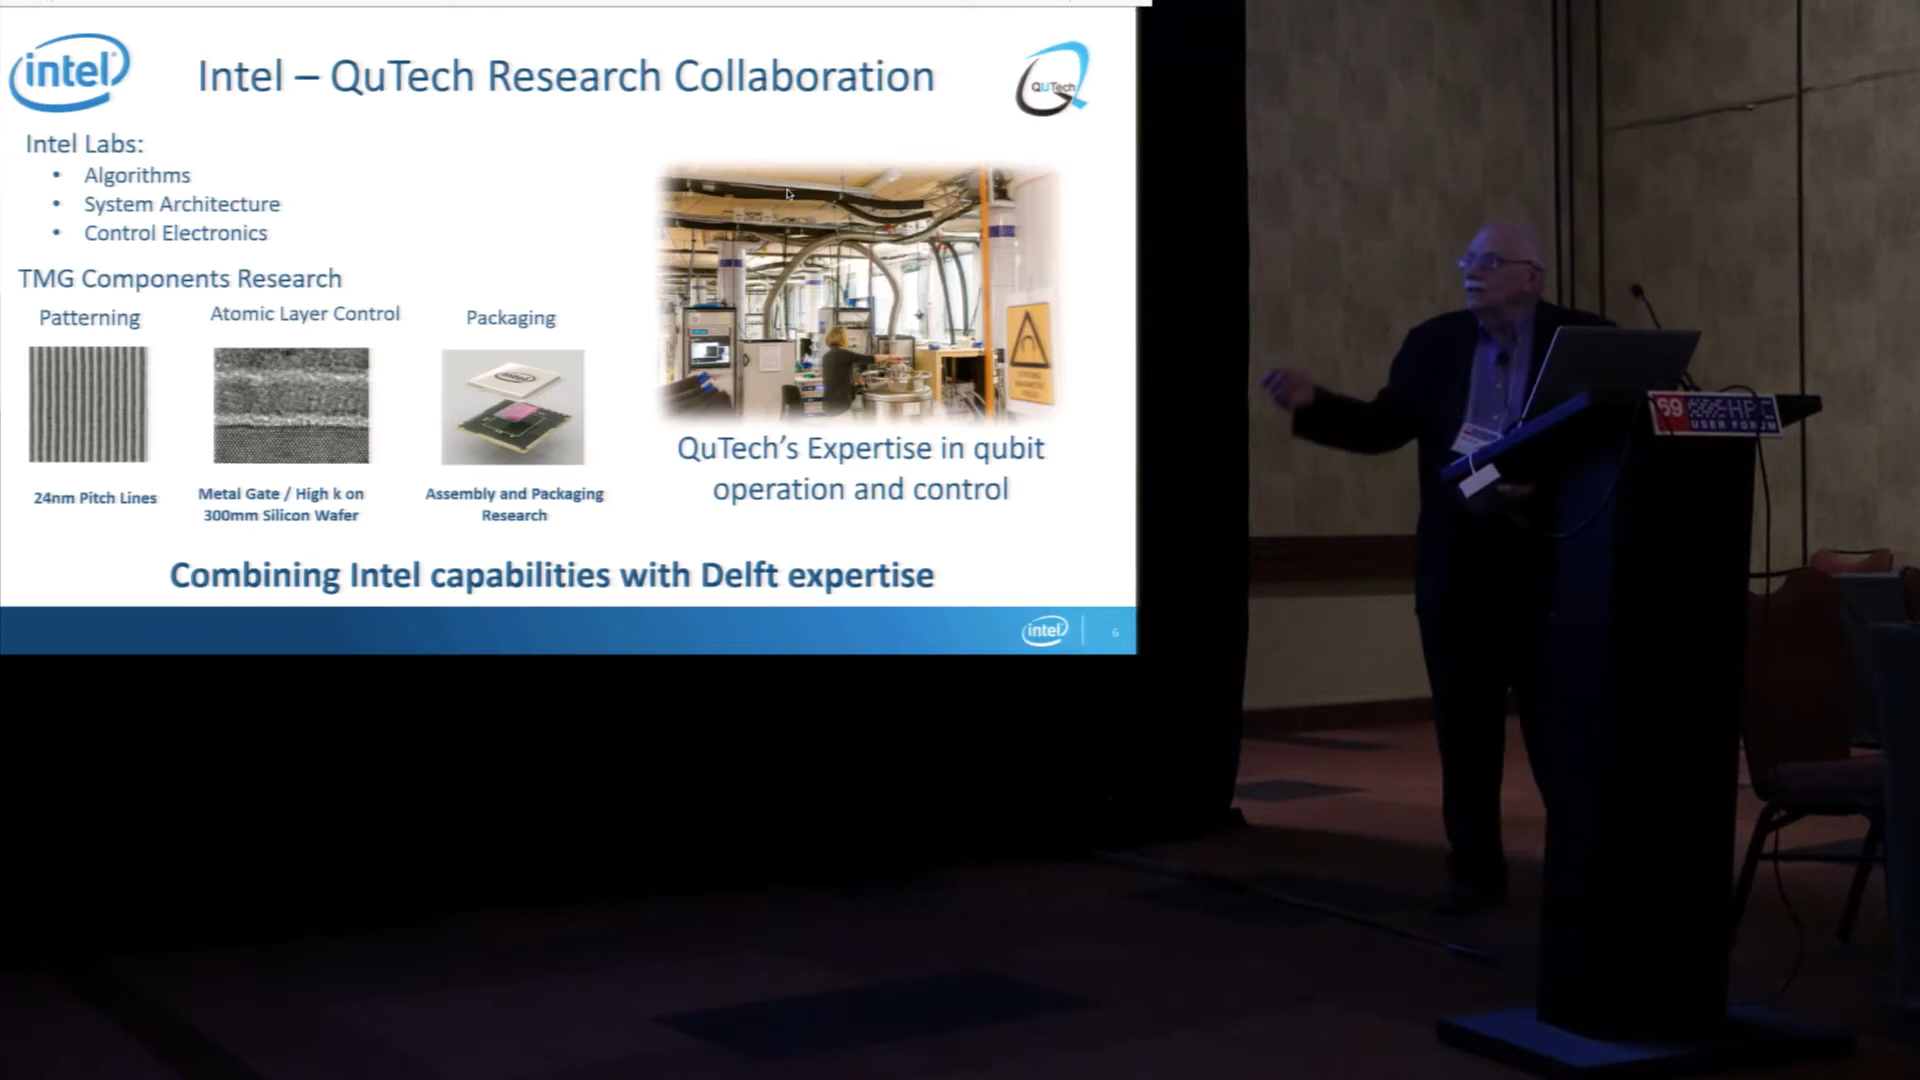 intel
Intel – QuTech Research Collaboration
QuTech
Intel Labs:
• Algorithms
• System Architecture
• Control Electronics
TMG Components Research
Patterning
Atomic Layer Control
Packaging
24nm Pitch Lines
Metal Gate / High k on
300mm Silicon Wafer
Assembly and Packaging
Research
QuTech's Expertise in qubit
operation and control
Combining Intel capabilities with Delft expertise
intel
6
69 HPC
USER FORUM